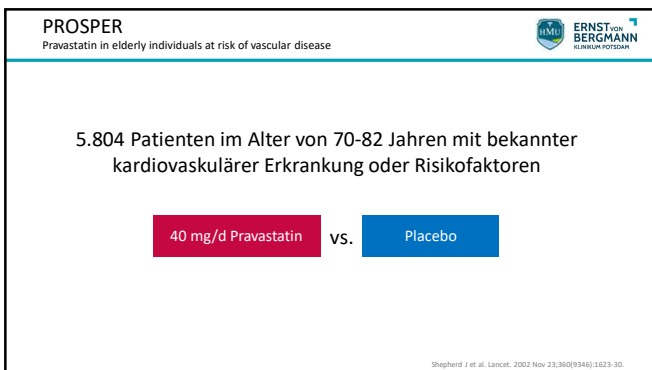 PROSPER
Pravastatin in elderly individuals at risk of vascular disease
HMU
ERNST VON
BERGMANN
KLINIKUM POTSDAM
5.804 Patienten im Alter von 70-82 Jahren mit bekannter
kardiovaskulärer Erkrankung oder Risikofaktoren
40 mg/d Pravastatin vs. Placebo
Shepherd J et al. Lancet. 2002 Nov 23;360(9346):1623-30.